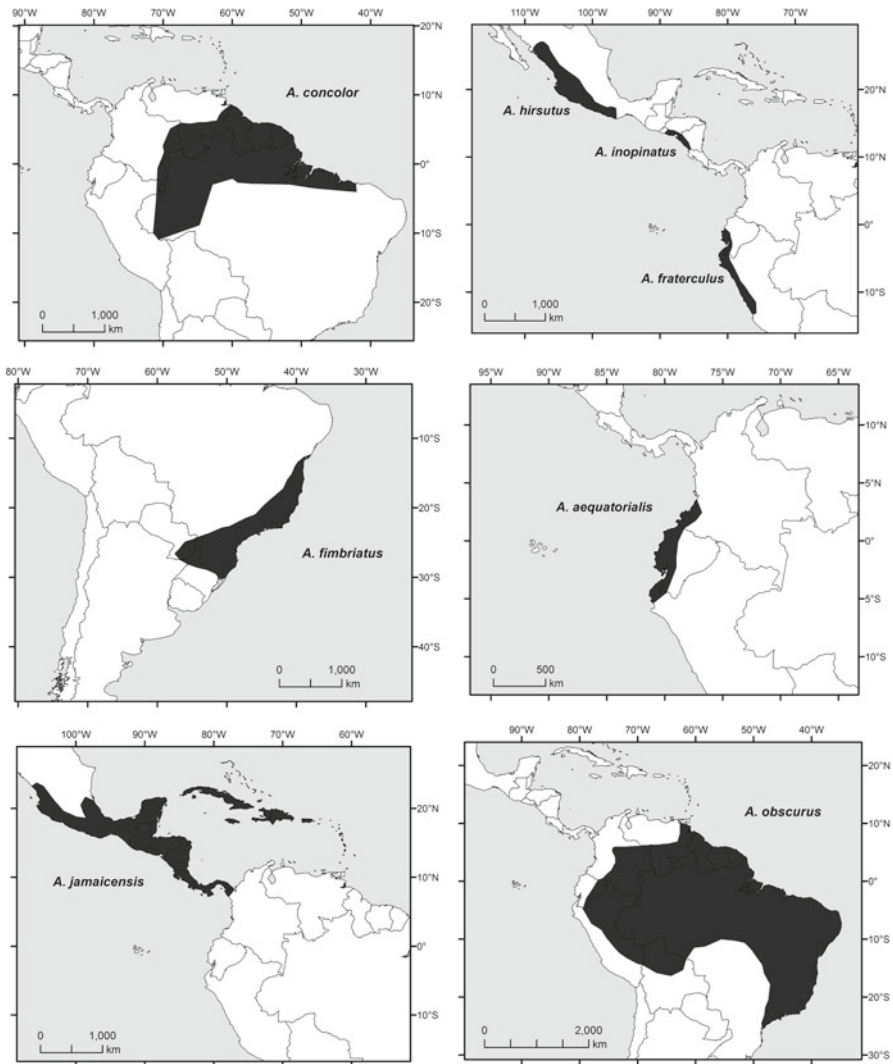 90°W 80°W 70°W 60°W 50°W 40°W
20°N
10°N
0°
10°S
20°S
A. concolor
0 1,000
km
110°W 100°W 90°W 80°W 70°W
20°N
10°N
0°
10°S
A. hirsutus
A. inopinatus
A. fraterculus
0 1,000
km
80°W 70°W 60°W 50°W 40°W 30°W
10°S
20°S
30°S
40°S
A. fimbriatus
0 1,000
km
95°W 90°W 85°W 80°W 75°W 70°W 65°W
10°N
5°N
0°
5°S
10°S
A. aequatorialis
0 500
km
100°W 90°W 80°W 70°W 60°W
20°N
10°N
0°
10°S
A. jamaicensis
0 1,000
km
90°W 80°W 70°W 60°W 50°W 40°W
20°N
10°N
0°
10°S
20°S
30°S
A. obscurus
0 2,000
km